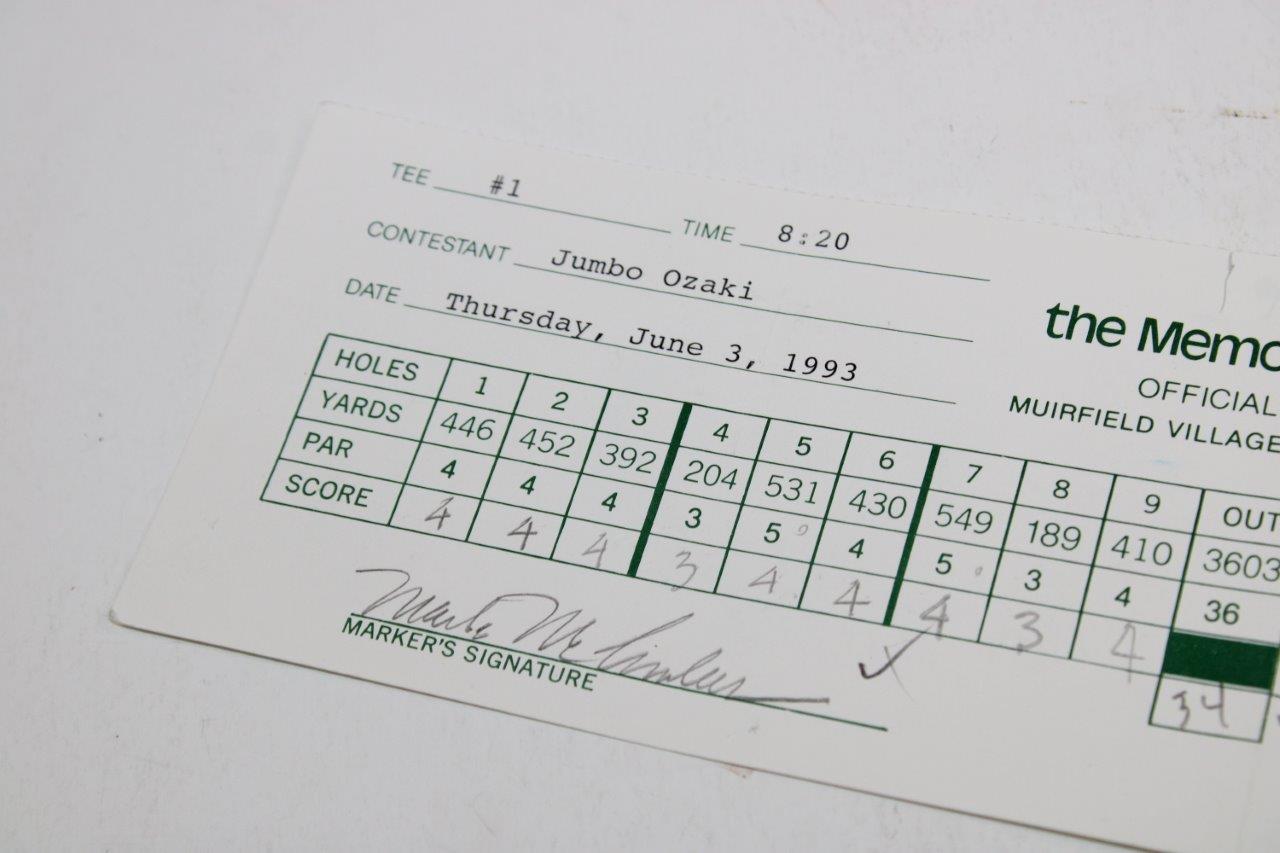 TEE #1 TIME 8:20
CONTESTANT Jumbo Ozaki
DATE Thursday, June 3, 1993
the Memo
OFFICIAL
MUIRFIELD VILLAGE
HOLES 1 2 3 4 5 6 7 8 9 OUT
YARDS 446 452 392 204 531 430 549 189 410 3603
PAR 4 4 4 3 5 4 5 3 4 36
SCORE 4 4 4 3 4 4 4 3 4
34
Mark
MARKER'S SIGNATURE